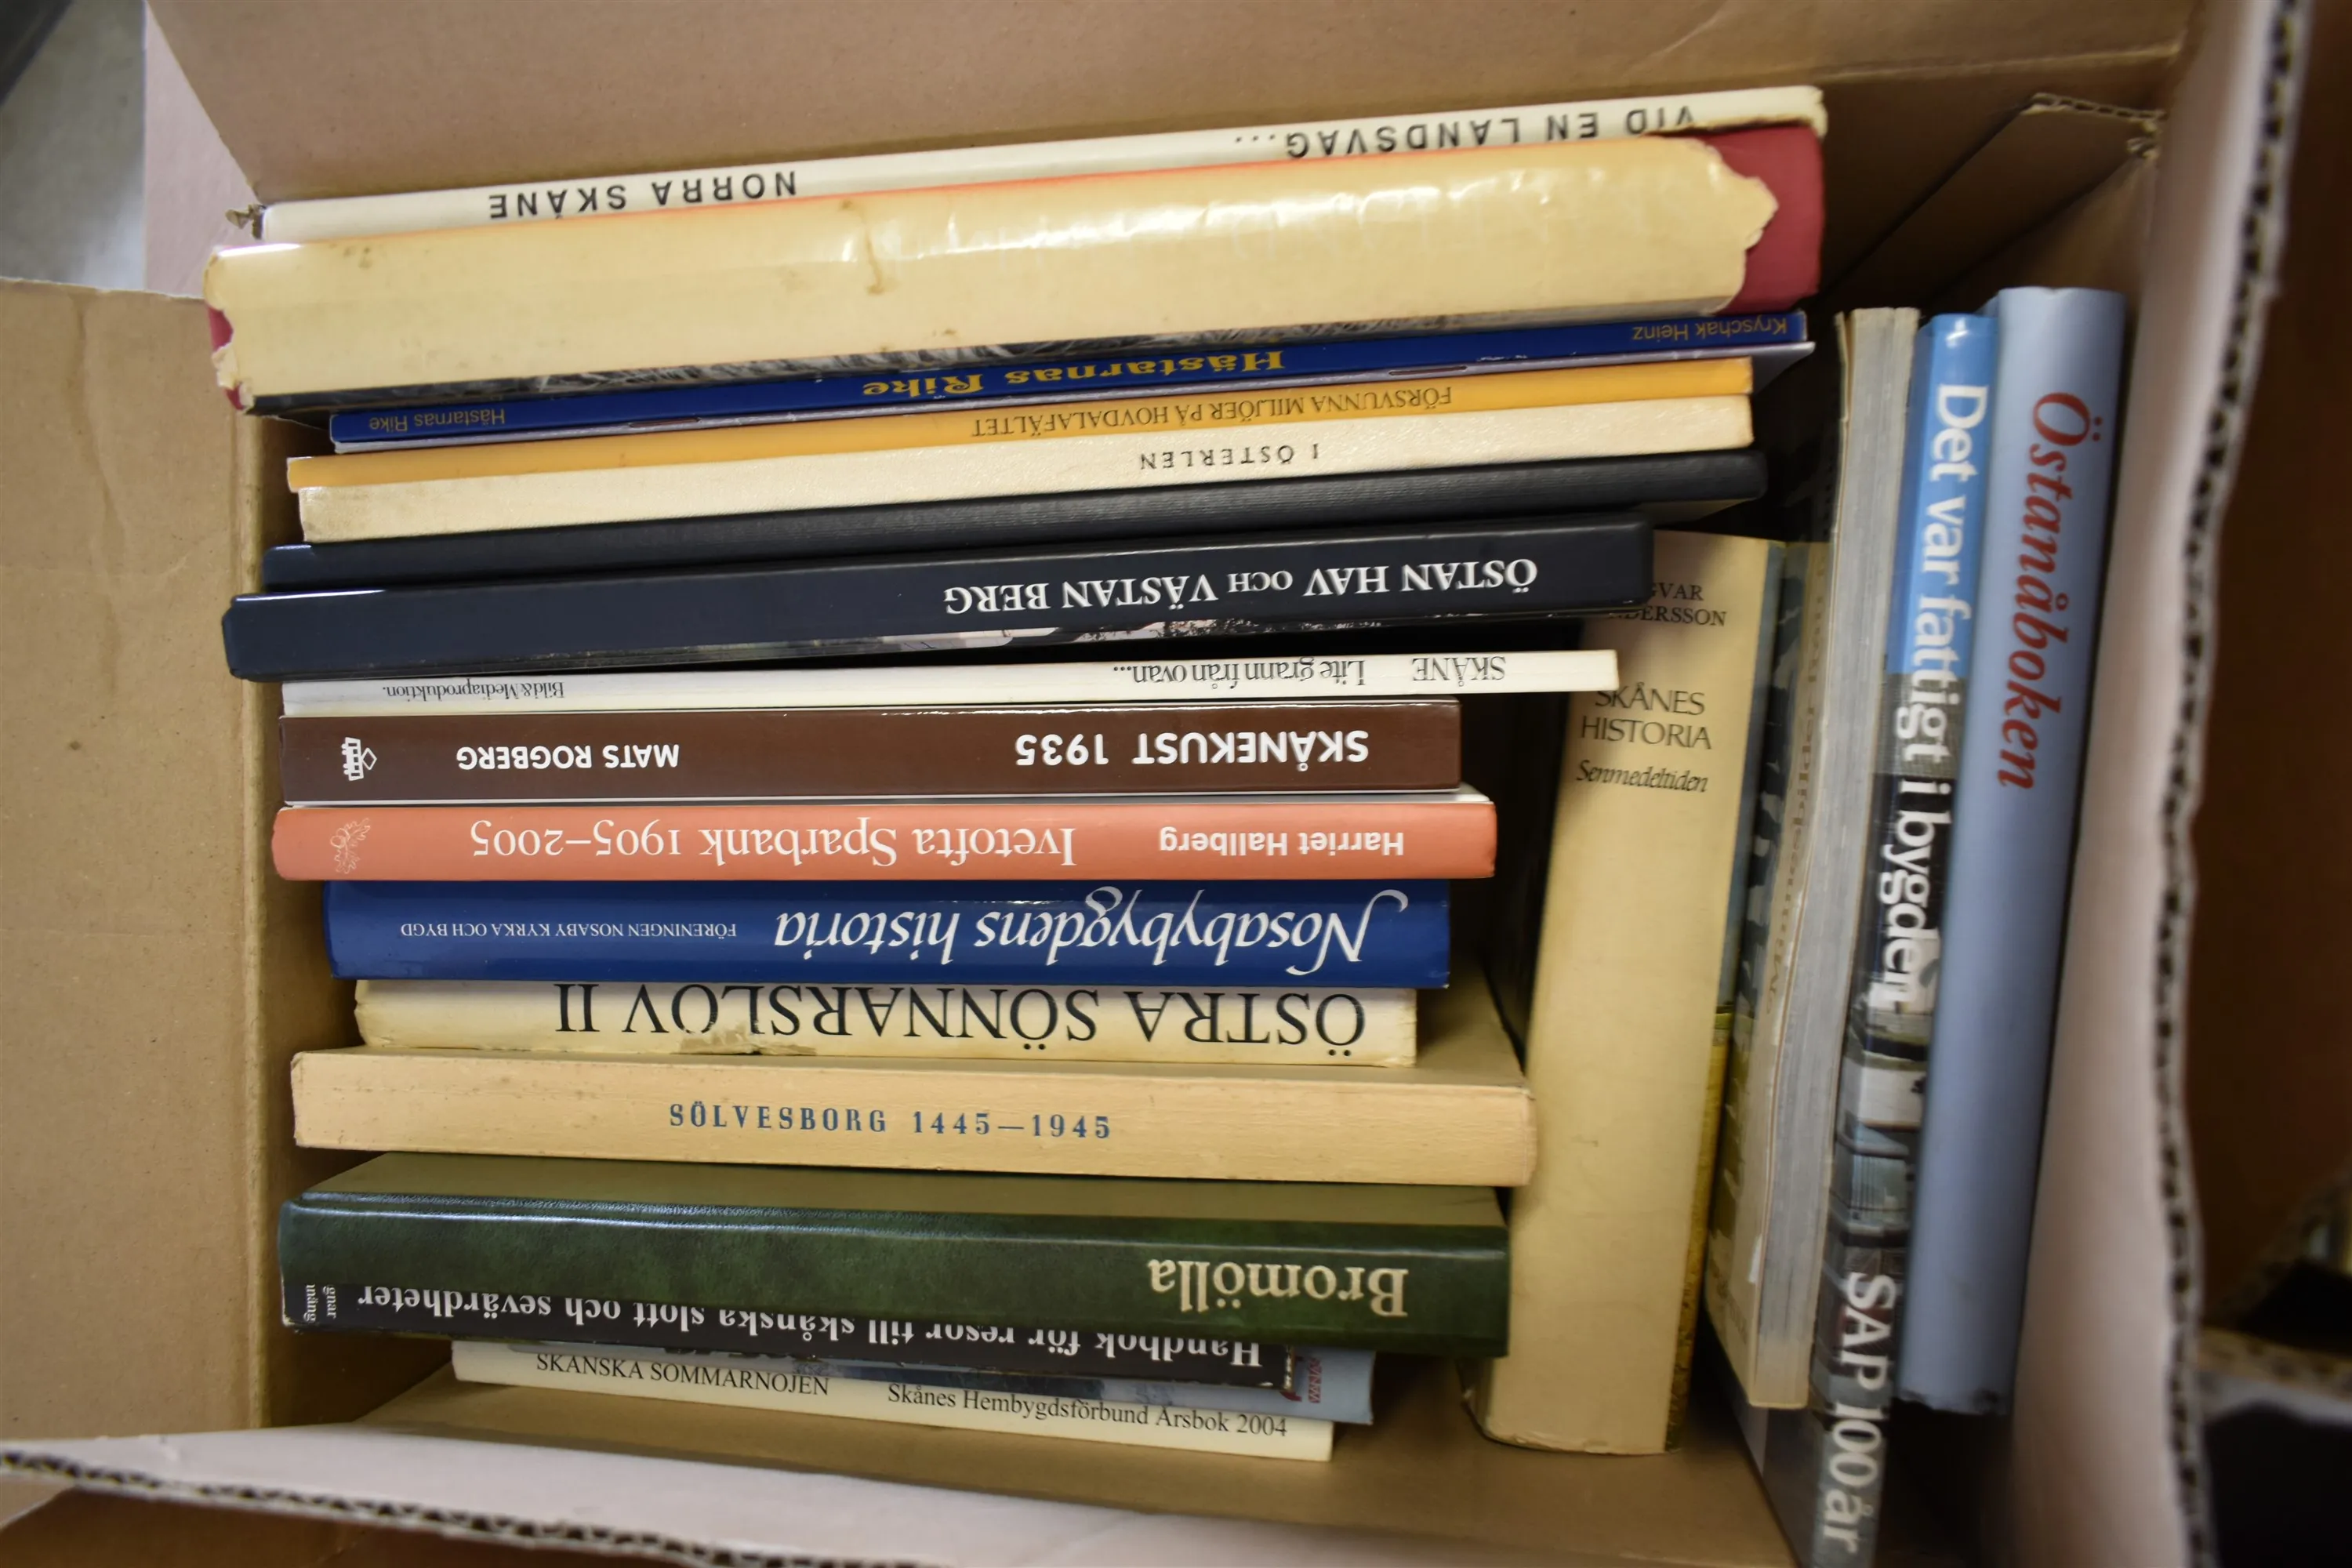 VID EN LANDSVÄG... NORRA SKÅNE
Kryschak Heinz Hästarnas Rike Hästarnas Rike
FÖRSVUNNA MILJÖER PÅ HOVDALAFÄLTET
I ÖSTERLEN
ÖSTAN HAV OCH VÄSTAN BERG
SKÅNE Lite grann från ovan... Bild&Mediaproduktion.
SKÅNEKUST 1935 MATS ROGBERG
Harriet Hallberg Ivetofta Sparbank 1905–2005
Nosabybygdens historia FÖRENINGEN NOSABY KYRKA OCH BYGD
ÖSTRA SÖNNARSLÖV II
SÖLVESBORG 1445—1945
Bromölla
Handbok för resor till skånska slott och sevärdheter
SKÅNSKA SOMMARNÖJEN Skånes Hembygdsförbund Årsbok 2004
SKÅNES
HISTORIA
Senmedeltiden
Det var fattigt i bygden
SAP 100 år
Östanåboken